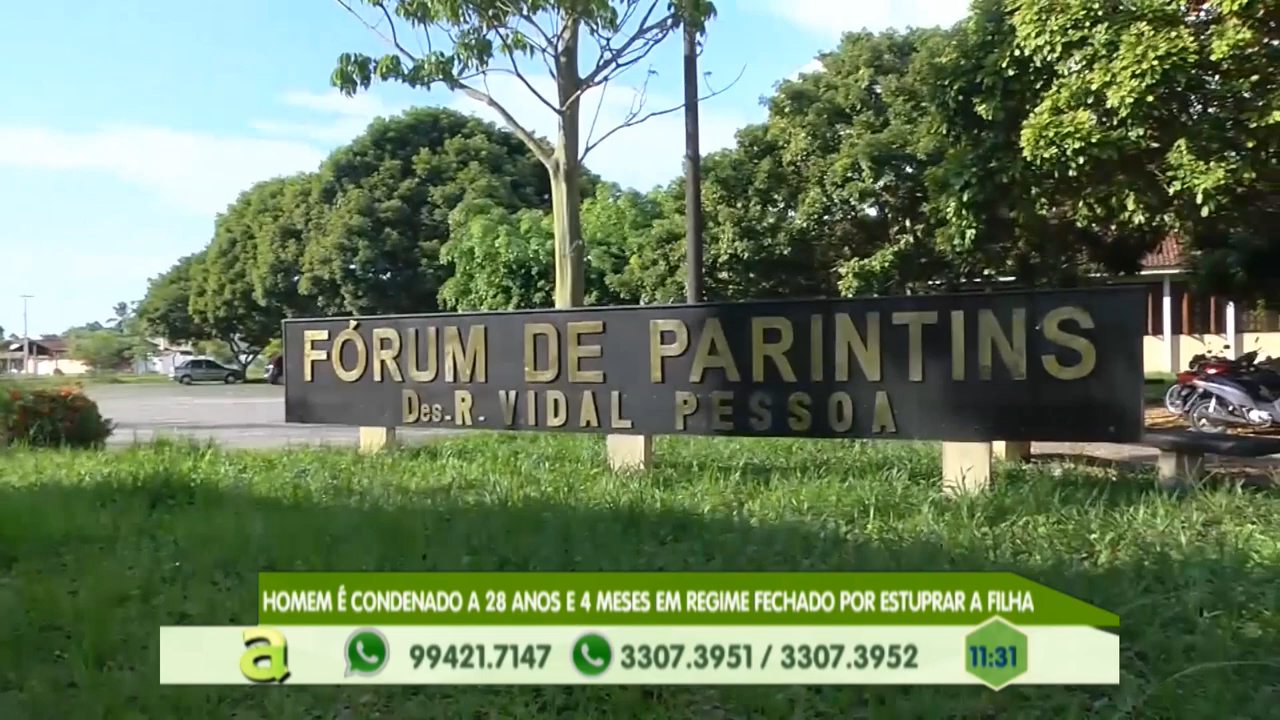 FÓRUM DE PARINTINS
Des.R. VIDAL PESSOA
HOMEM É CONDENADO A 28 ANOS E 4 MESES EM REGIME FECHADO POR ESTUPRAR A FILHA
a 99421.7147 3307.3951 / 3307.3952 11:31